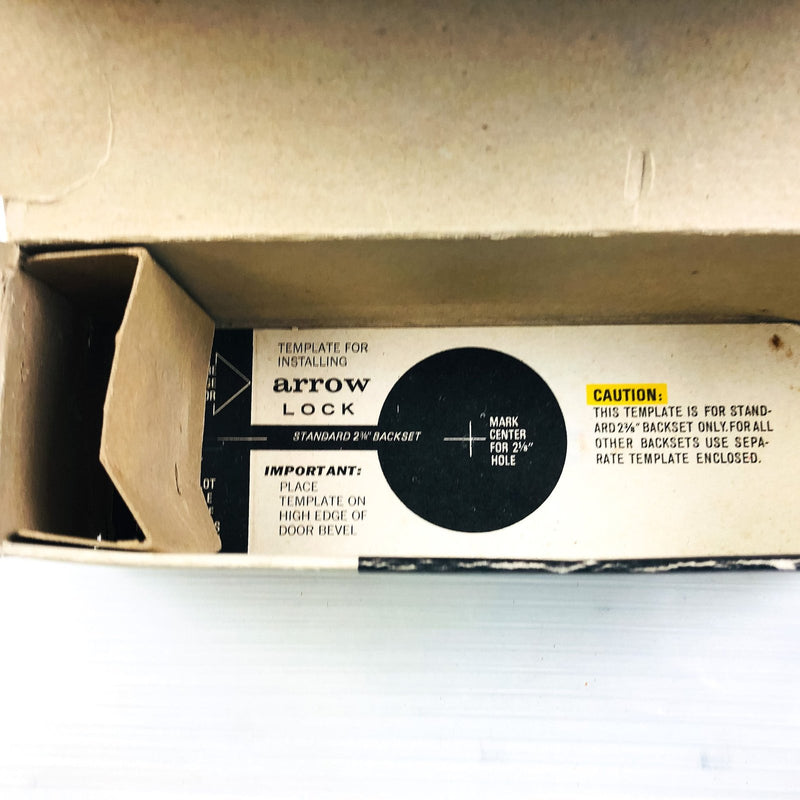 TEMPLATE FOR
INSTALLING
arrow
LOCK
STANDARD 2⅜" BACKSET
IMPORTANT:
PLACE
TEMPLATE ON
HIGH EDGE OF
DOOR BEVEL
MARK
CENTER
FOR 2⅛"
HOLE
CAUTION:
THIS TEMPLATE IS FOR STAND-
ARD 2⅜" BACKSET ONLY. FOR ALL
OTHER BACKSETS USE SEPA-
RATE TEMPLATE ENCLOSED.